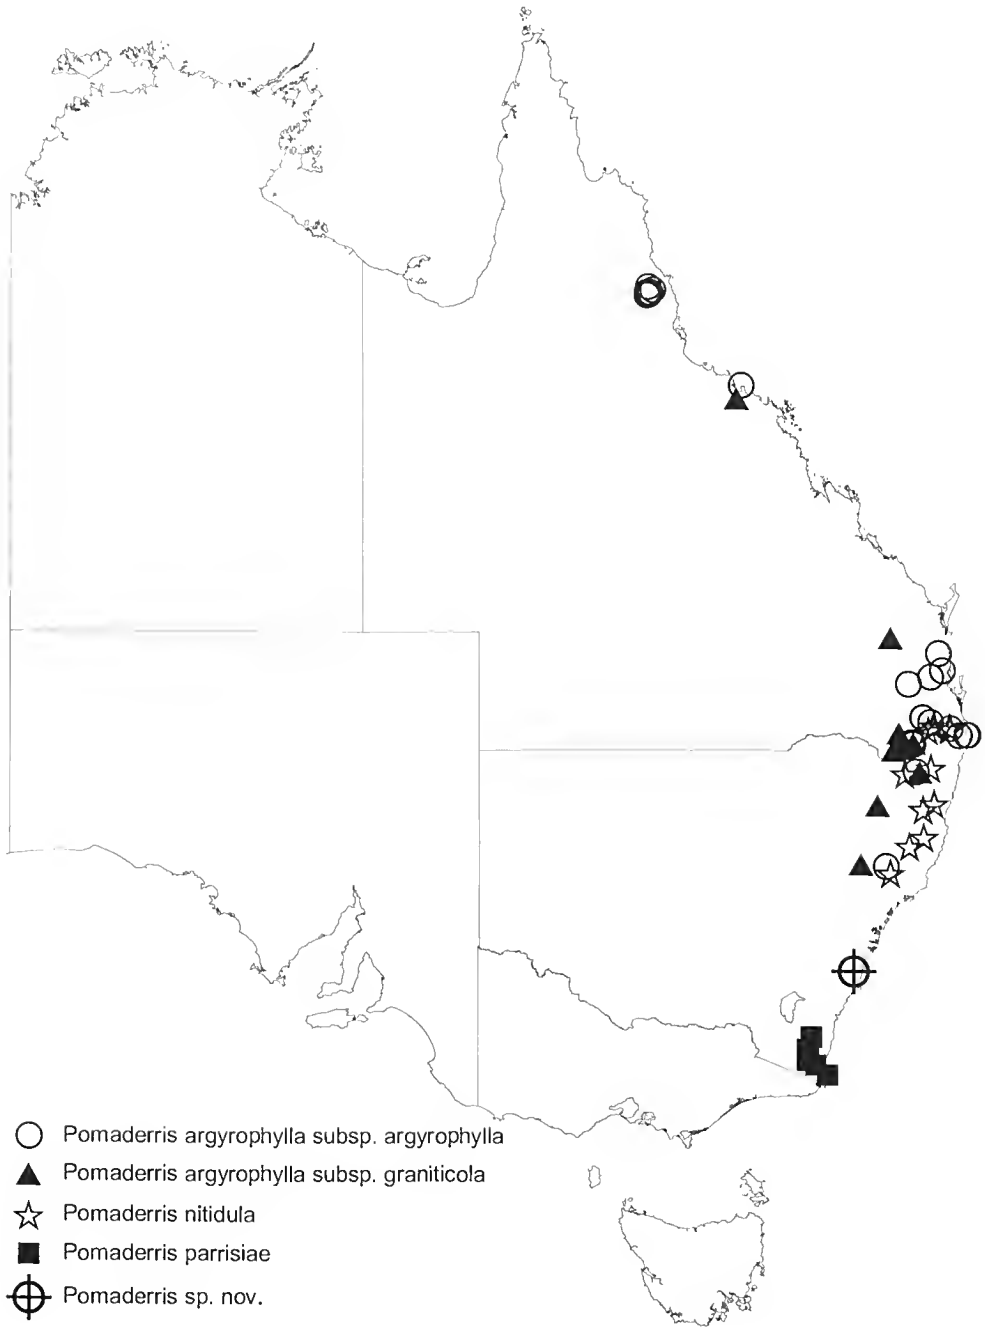 Pomaderris argyrophylla subsp. argyrophylla
Pomaderris argyrophylla subsp. graniticola
Pomaderris nitidula
Pomaderris parrisiae
Pomaderris sp. nov.